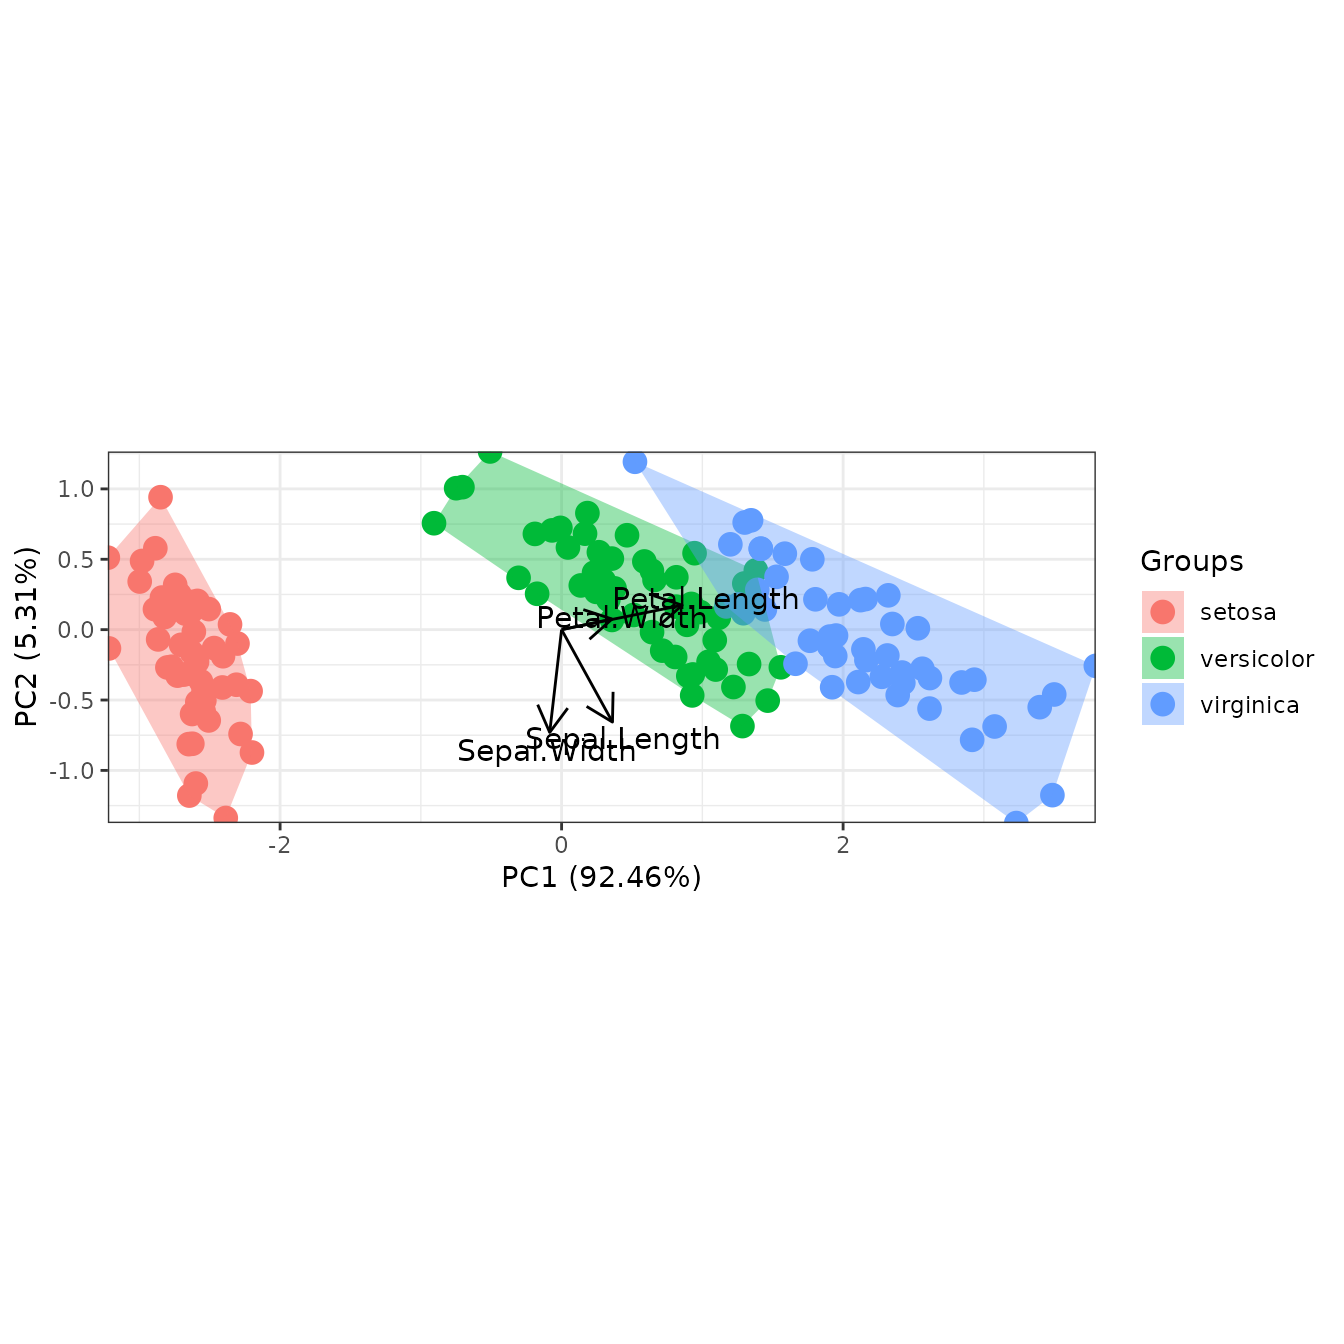 1.0
0.5
0.0
-0.5
-1.0
PC2 (5.31%)
Petal.Length
Petal.Width
Sepal.Length
Sepal.Width
-2
0
2
PC1 (92.46%)
Groups
setosa
versicolor
virginica